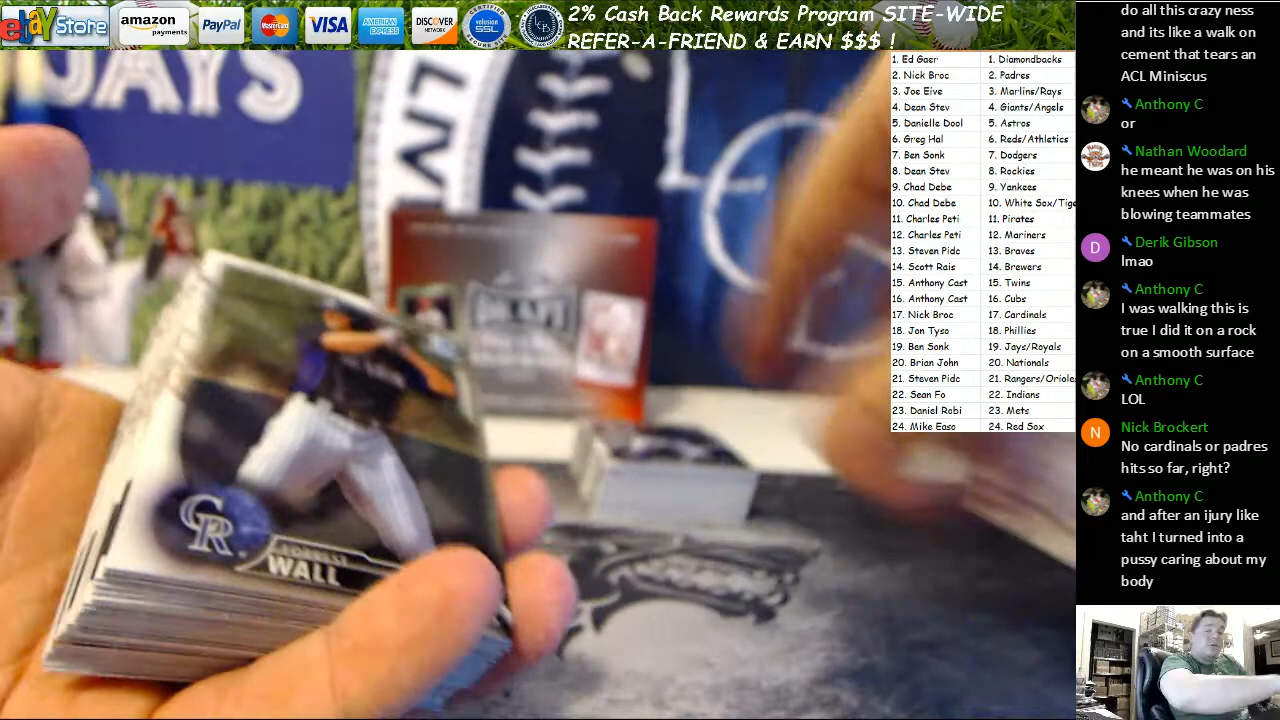 ebay Store
amazon
payments
PayPal
MasterCard
VISA
AMERICAN
EXPRESS
DISCOVER
NETWORK
volusion
SSL
2% Cash Back Rewards Program SITE-WIDE
REFER-A-FRIEND & EARN $$$ !
1. Ed Gaer 1. Diamondbacks
2. Nick Broc 2. Padres
3. Joe Eive 3. Marlins/Rays
4. Dean Stev 4. Giants/Angels
5. Danielle Dool 5. Astros
6. Greg Hal 6. Reds/Athletics
7. Ben Sonk 7. Dodgers
8. Dean Stev 8. Rockies
9. Chad Debe 9. Yankees
10. Chad Debe 10. White Sox/Tige
11. Charles Peti 11. Pirates
12. Charles Peti 12. Mariners
13. Steven Pidc 13. Braves
14. Scott Rais 14. Brewers
15. Anthony Cast 15. Twins
16. Anthony Cast 16. Cubs
17. Nick Broc 17. Cardinals
18. Jon Tyso 18. Phillies
19. Ben Sonk 19. Jays/Royals
20. Brian John 20. Nationals
21. Steven Pidc 21. Rangers/Oriole
22. Sean Fo 22. Indians
23. Daniel Robi 23. Mets
24. Mike Easo 24. Red Sox
DAYS
DRAFT
CR
WALL
do all this crazy ness
and its like a walk on
cement that tears an
ACL Miniscus
Anthony C
or
Nathan Woodard
he meant he was on his
knees when he was
blowing teammates
D
Derik Gibson
lmao
Anthony C
I was walking this is
true I did it on a rock
on a smooth surface
Anthony C
LOL
N
Nick Brockert
No cardinals or padres
hits so far, right?
Anthony C
and after an ijury like
taht I turned into a
pussy caring about my
body